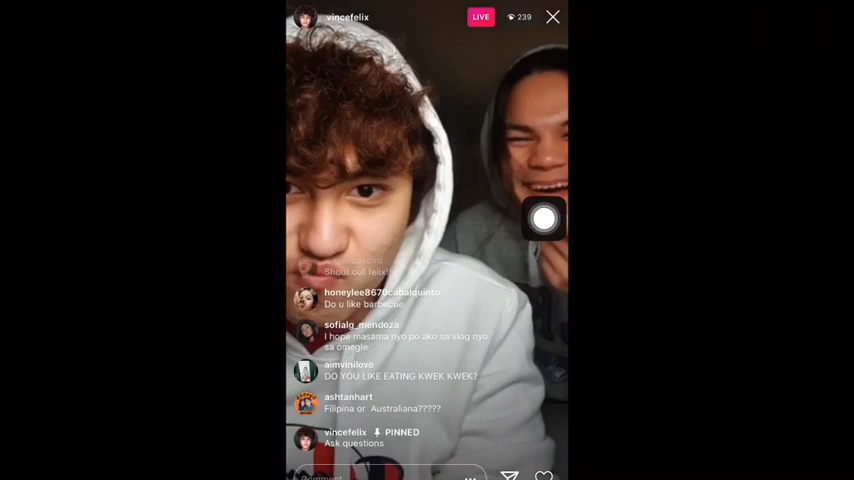 vincefelix
LIVE
239
Shout out felix!!
honeylee8670cabalquinto
Do u like barbecue
sofialg_mendoza
I hope masama nyo po ako sa vlog nyo
sa omegle
aimvinilove
DO YOU LIKE EATING KWEK KWEK?
ashtanhart
Filipina or Australiana?????
vincefelix PINNED
Ask questions
Comment